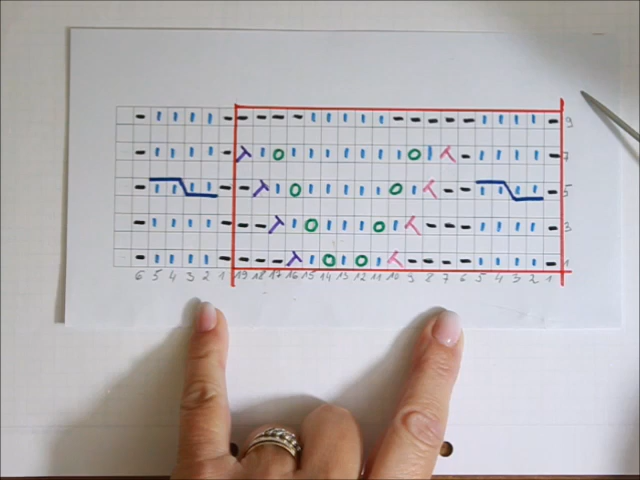 - | | | | - - - - - | | | | | - - - - - | | | | - 9
- | | | | - λ | O | | | | | | | O | ⅄ - | | | | - 7
- | | | | - - λ | O | | | | | O | ⅄ - - | | | | - 5
- | | | | - - - λ | O | | | O | ⅄ - - - | | | | - 3
- | | | | - - - - λ | O | O | ⅄ - - - - | | | | - 1
6 5 4 3 2 1 19 18 17 16 15 14 13 12 11 10 9 8 7 6 5 4 3 2 1